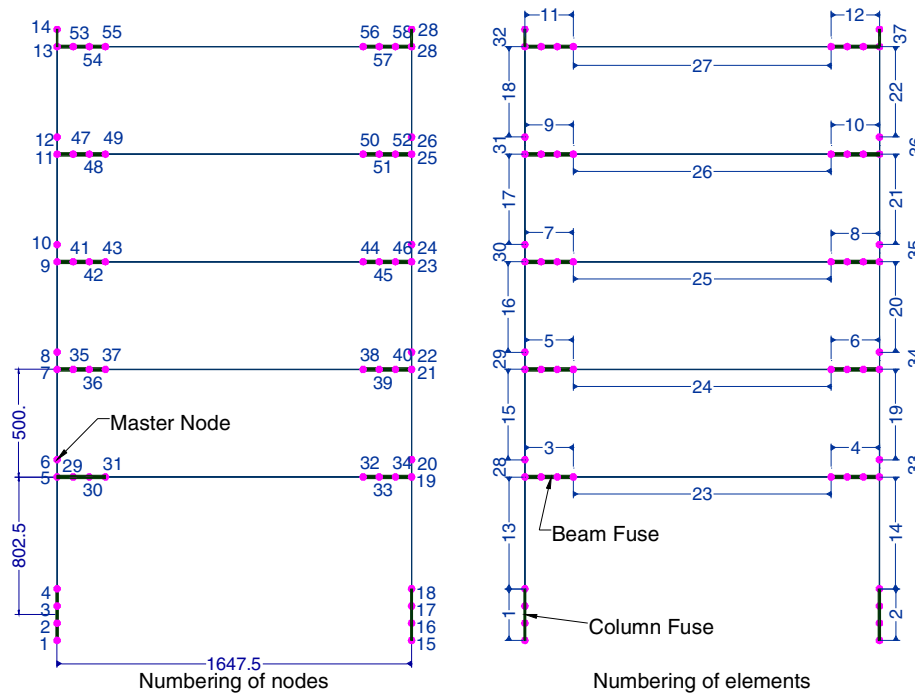 14 53 55 56 58 28
13 54 57 28
12 47 49 50 52 26
11 48 51 25
10 41 43 44 46 24
9 42 45 23
8 35 37 38 40 22
7 36 39 21
500.
Master Node
6 29 31 32 34 20
5 30 33 19
802.5
4 18
3 17
2 16
1 15
1647.5
Numbering of nodes
11 12
32 37
27
18 22
9 10
31 36
26
17 21
7 8
30 35
25
16 20
5 6
29 34
24
15 19
3 4
28 33
23
Beam Fuse
13 14
Column Fuse
1 2
Numbering of elements